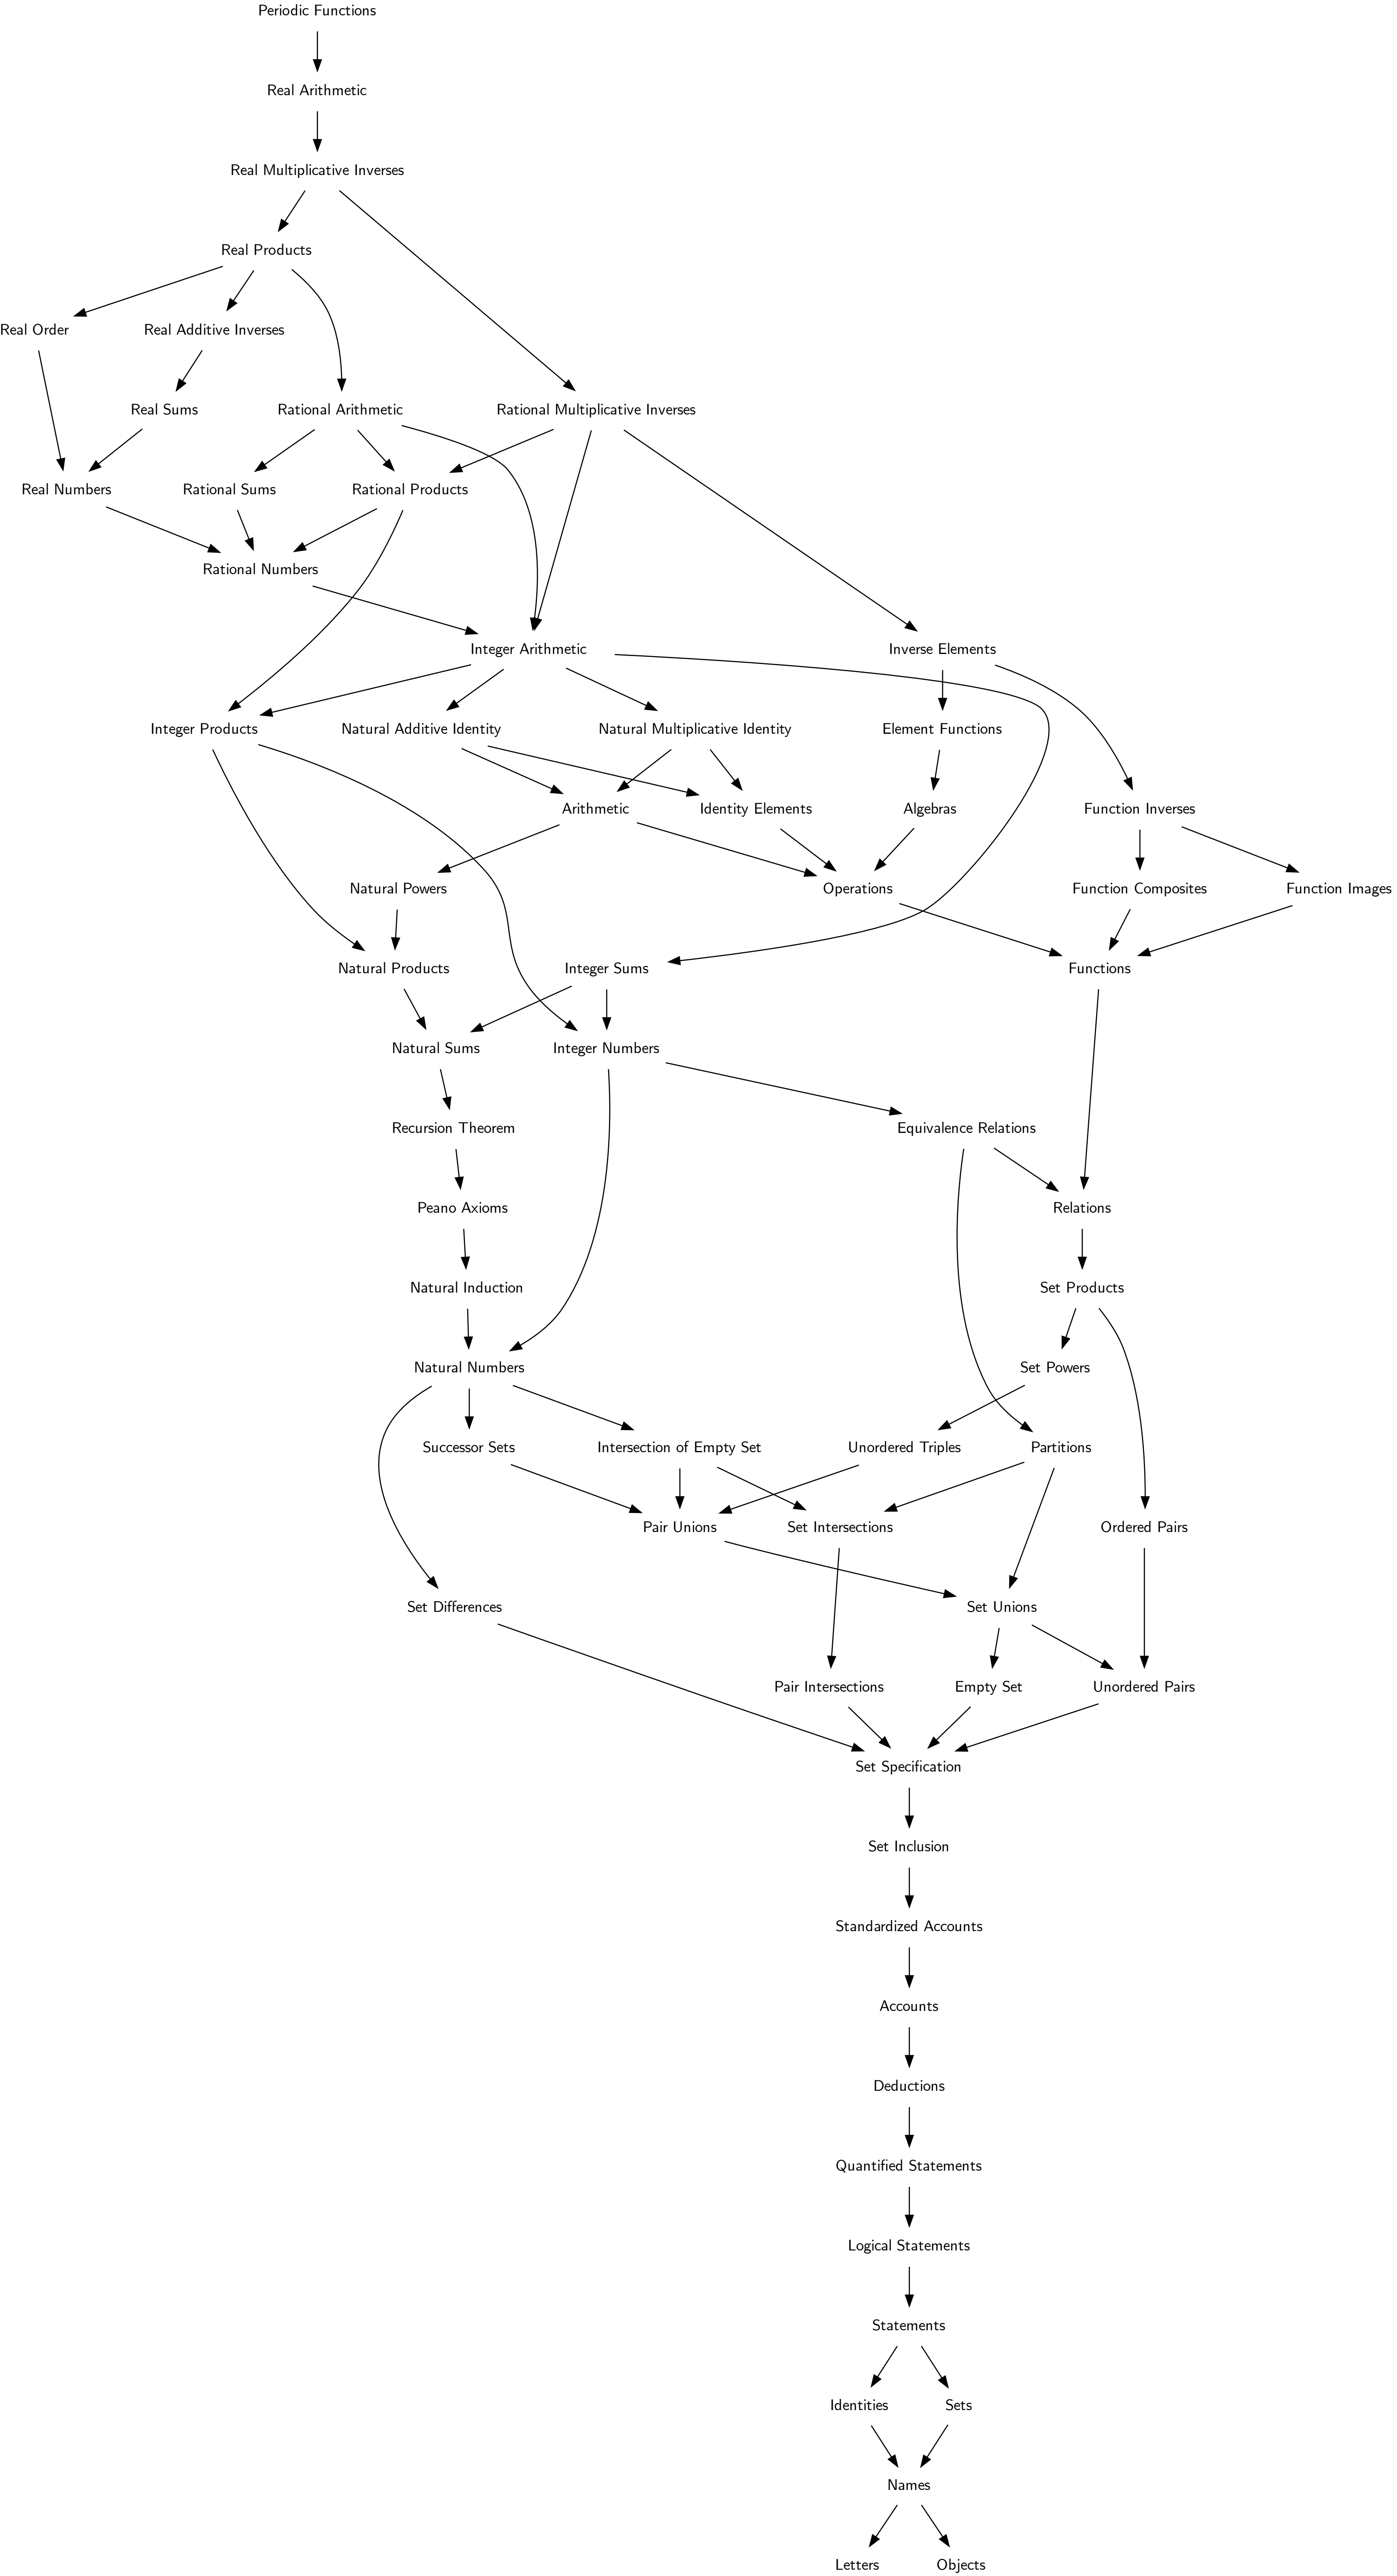 Periodic Functions
Real Arithmetic
Real Multiplicative Inverses
Real Products
Real Order
Real Additive Inverses
Real Sums
Rational Arithmetic
Rational Multiplicative Inverses
Real Numbers
Rational Sums
Rational Products
Rational Numbers
Integer Arithmetic
Inverse Elements
Integer Products
Natural Additive Identity
Natural Multiplicative Identity
Element Functions
Arithmetic
Identity Elements
Algebras
Function Inverses
Natural Powers
Operations
Function Composites
Function Images
Natural Products
Integer Sums
Functions
Natural Sums
Integer Numbers
Recursion Theorem
Equivalence Relations
Peano Axioms
Relations
Natural Induction
Set Products
Natural Numbers
Set Powers
Successor Sets
Intersection of Empty Set
Unordered Triples
Partitions
Pair Unions
Set Intersections
Ordered Pairs
Set Differences
Set Unions
Pair Intersections
Empty Set
Unordered Pairs
Set Specification
Set Inclusion
Standardized Accounts
Accounts
Deductions
Quantified Statements
Logical Statements
Statements
Identities
Sets
Names
Letters
Objects